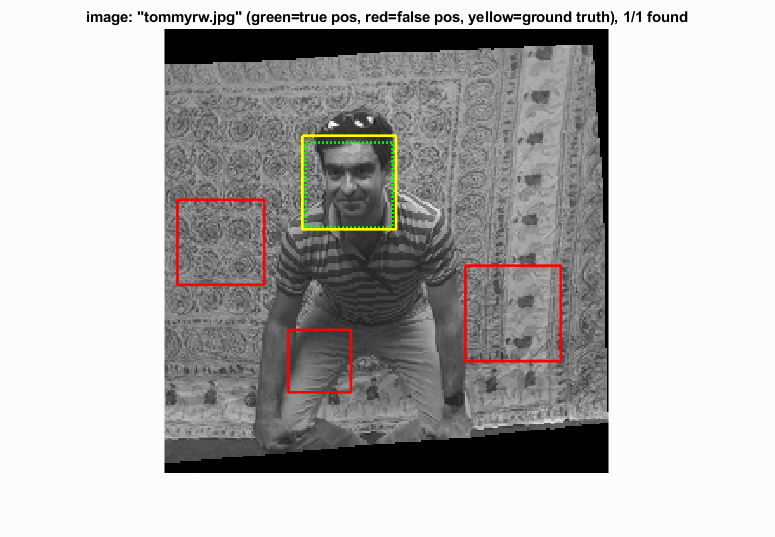 image: "tommyrw.jpg" (green=true pos, red=false pos, yellow=ground truth), 1/1 found